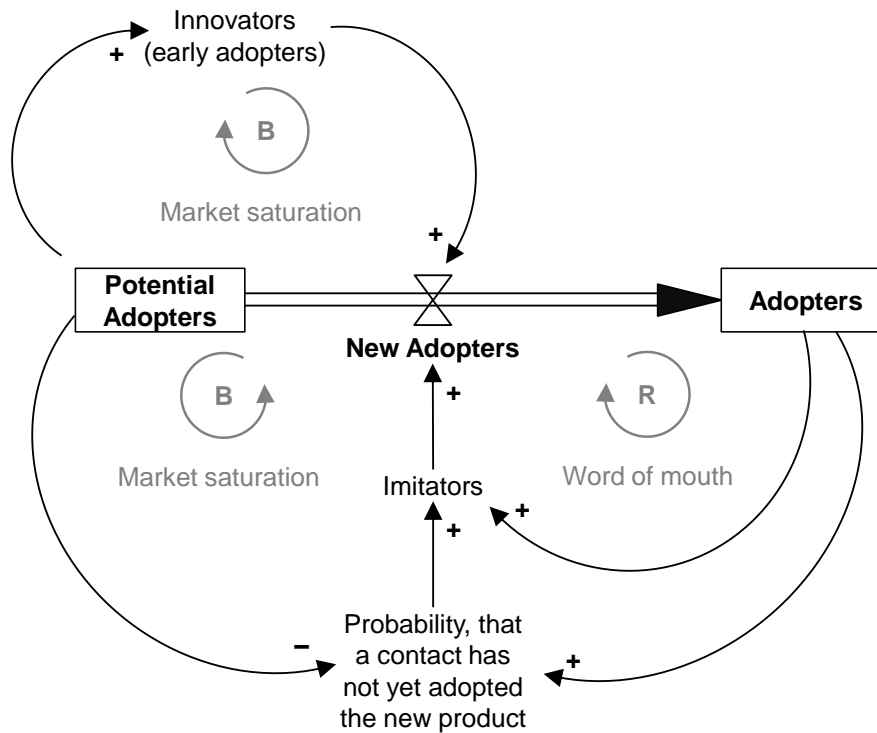 Innovators
(early adopters)
+
B
Market saturation
+
Potential
Adopters
Adopters
New Adopters
+
B
R
Market saturation
Word of mouth
Imitators
+
+
Probability, that
a contact has
not yet adopted
the new product
−
+